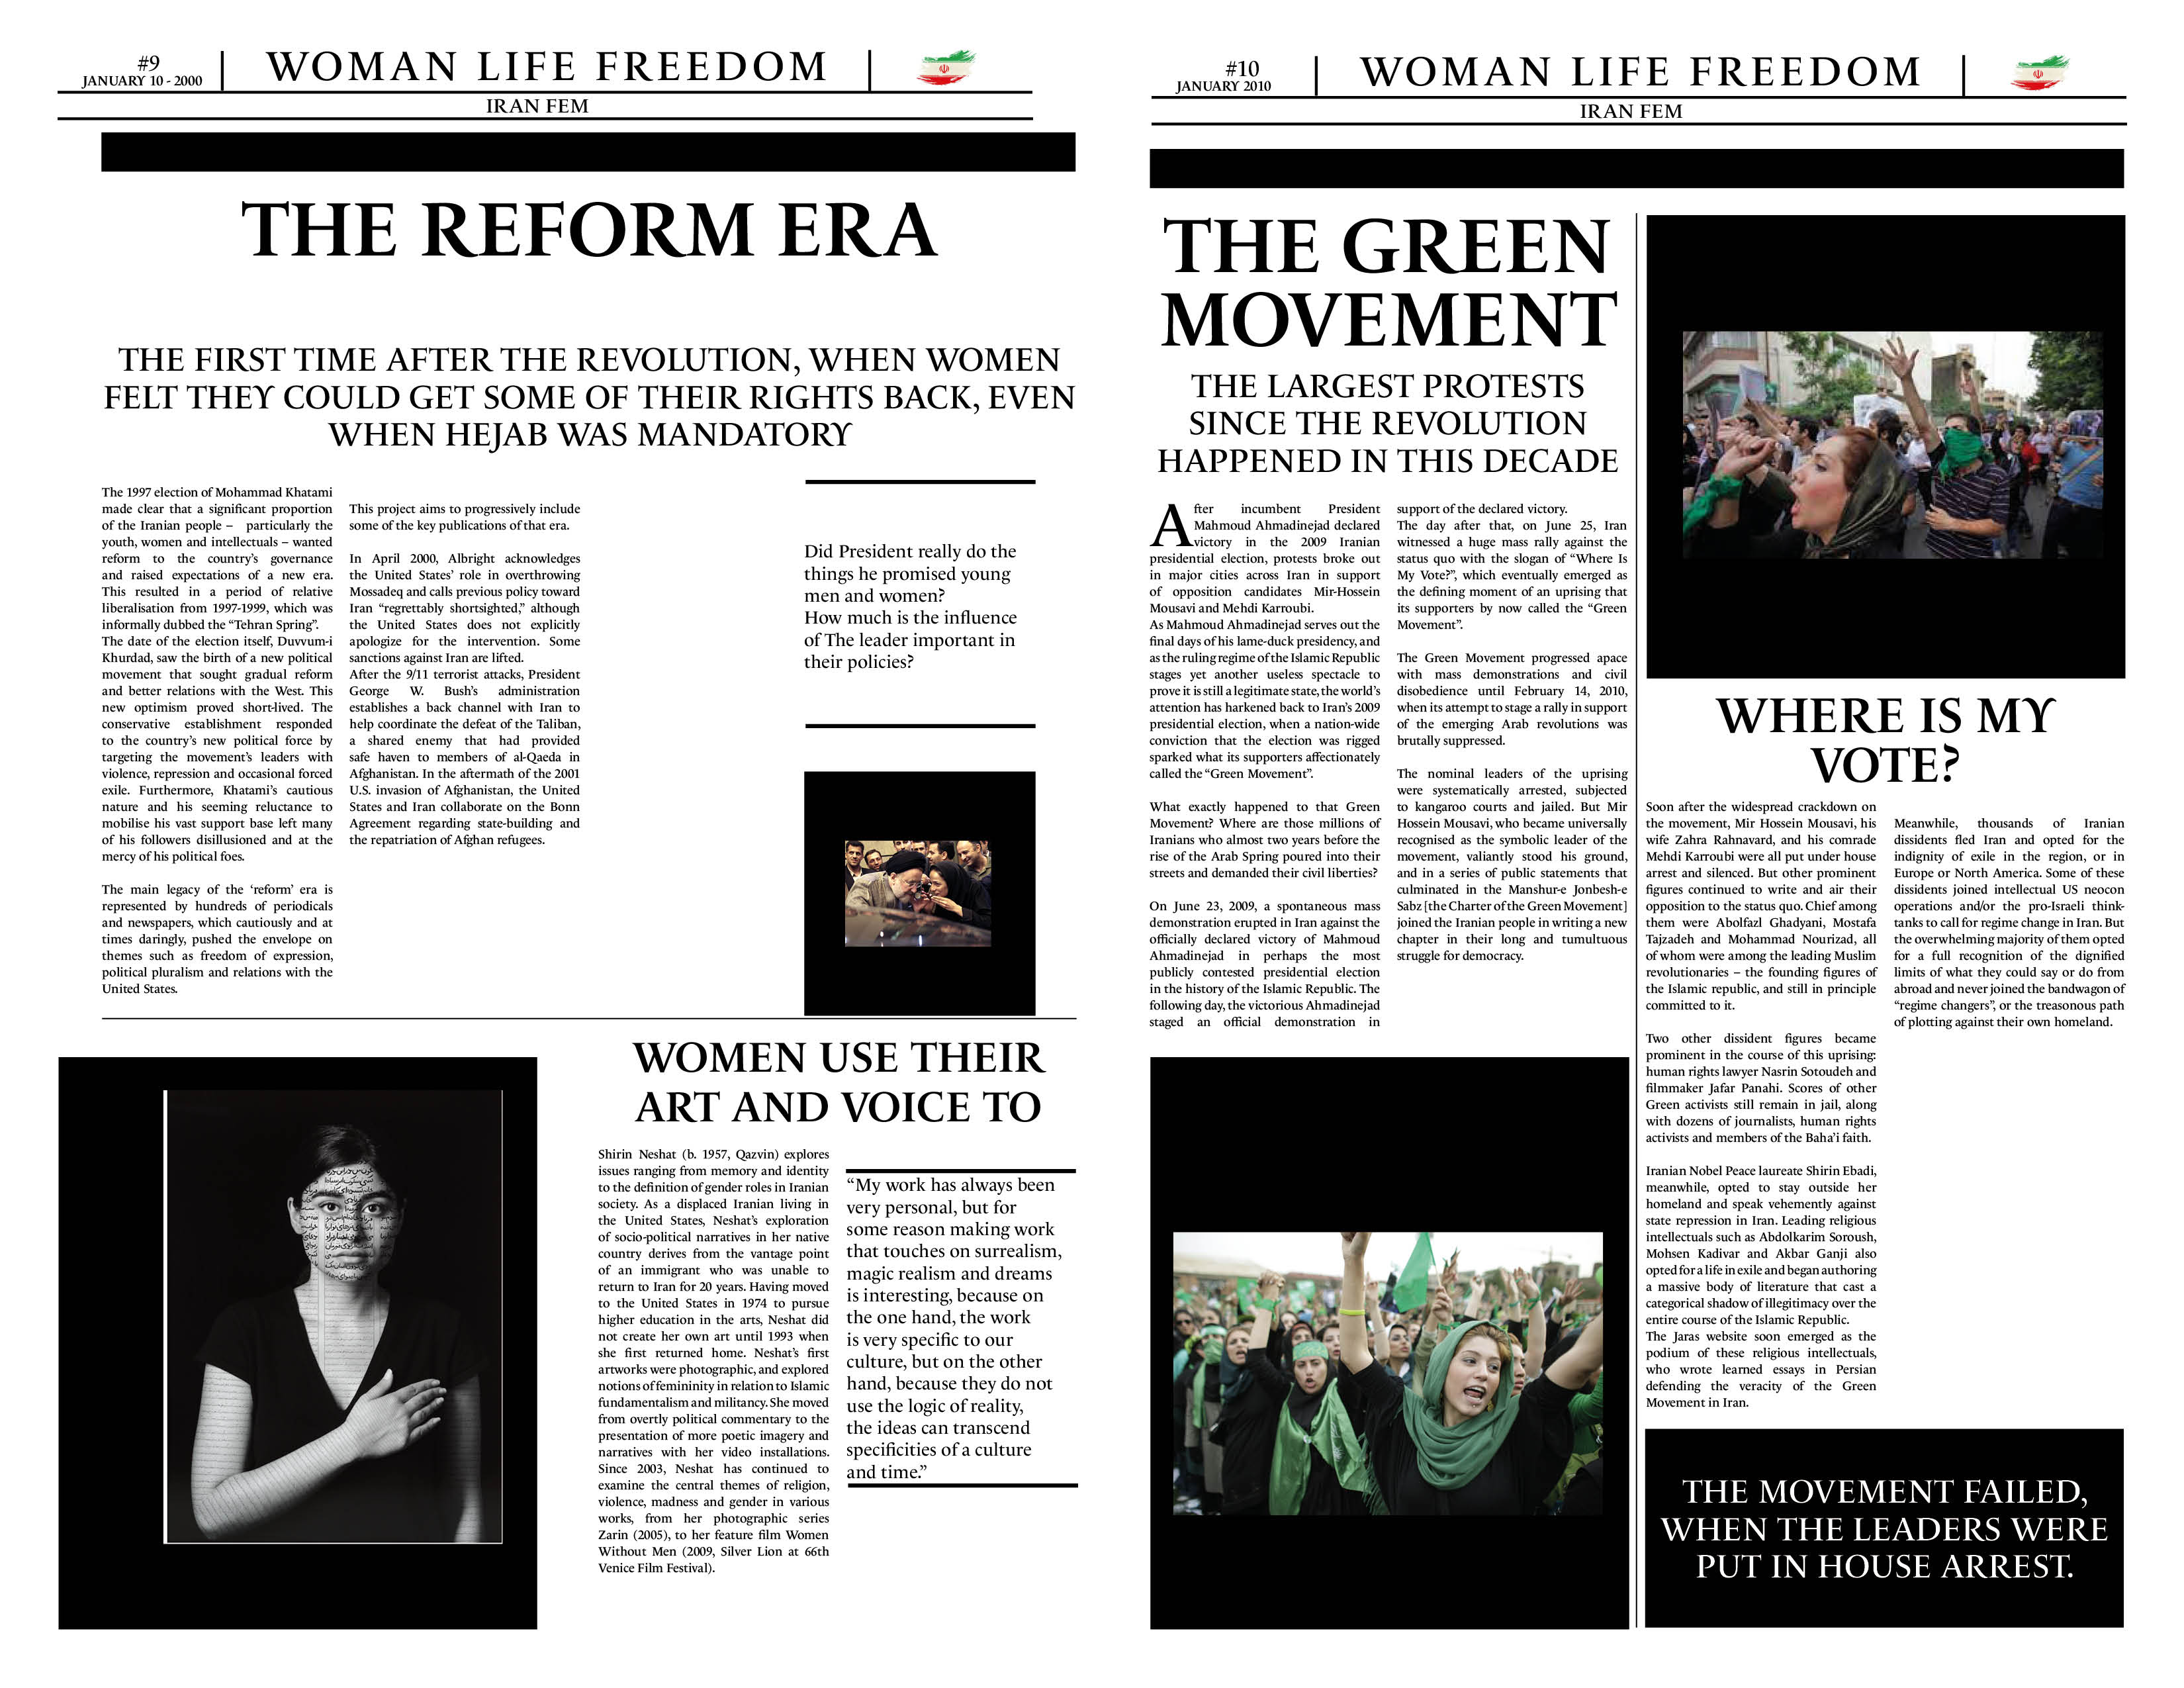 #9
JANUARY 10 - 2000
WOMAN LIFE FREEDOM
IRAN FEM
THE REFORM ERA
THE FIRST TIME AFTER THE REVOLUTION, WHEN WOMEN
FELT THEY COULD GET SOME OF THEIR RIGHTS BACK, EVEN
WHEN HEJAB WAS MANDATORY
The 1997 election of Mohammad Khatami
made clear that a significant proportion
of the Iranian people – particularly the
youth, women and intellectuals – wanted
reform to the country's governance
and raised expectations of a new era.
This resulted in a period of relative
liberalisation from 1997-1999, which was
informally dubbed the “Tehran Spring”.
The date of the election itself, Duvvum-i
Khurdad, saw the birth of a new political
movement that sought gradual reform
and better relations with the West. This
new optimism proved short-lived. The
conservative establishment responded
to the country's new political force by
targeting the movement's leaders with
violence, repression and occasional forced
exile. Furthermore, Khatami's cautious
nature and his seeming reluctance to
mobilise his vast support base left many
of his followers disillusioned and at the
mercy of his political foes.
The main legacy of the ‘reform’ era is
represented by hundreds of periodicals
and newspapers, which cautiously and at
times daringly, pushed the envelope on
themes such as freedom of expression,
political pluralism and relations with the
United States.
This project aims to progressively include
some of the key publications of that era.
In April 2000, Albright acknowledges
the United States' role in overthrowing
Mossadeq and calls previous policy toward
Iran “regrettably shortsighted,” although
the United States does not explicitly
apologize for the intervention. Some
sanctions against Iran are lifted.
After the 9/11 terrorist attacks, President
George W. Bush's administration
establishes a back channel with Iran to
help coordinate the defeat of the Taliban,
a shared enemy that had provided
safe haven to members of al-Qaeda in
Afghanistan. In the aftermath of the 2001
U.S. invasion of Afghanistan, the United
States and Iran collaborate on the Bonn
Agreement regarding state-building and
the repatriation of Afghan refugees.
Did President really do the
things he promised young
men and women?
How much is the influence
of The leader important in
their policies?
WOMEN USE THEIR
ART AND VOICE TO
Shirin Neshat (b. 1957, Qazvin) explores
issues ranging from memory and identity
to the definition of gender roles in Iranian
society. As a displaced Iranian living in
the United States, Neshat's exploration
of socio-political narratives in her native
country derives from the vantage point
of an immigrant who was unable to
return to Iran for 20 years. Having moved
to the United States in 1974 to pursue
higher education in the arts, Neshat did
not create her own art until 1993 when
she first returned home. Neshat's first
artworks were photographic, and explored
notions of femininity in relation to Islamic
fundamentalism and militancy. She moved
from overtly political commentary to the
presentation of more poetic imagery and
narratives with her video installations.
Since 2003, Neshat has continued to
examine the central themes of religion,
violence, madness and gender in various
works, from her photographic series
Zarin (2005), to her feature film Women
Without Men (2009, Silver Lion at 66th
Venice Film Festival).
“My work has always been
very personal, but for
some reason making work
that touches on surrealism,
magic realism and dreams
is interesting, because on
the one hand, the work
is very specific to our
culture, but on the other
hand, because they do not
use the logic of reality,
the ideas can transcend
specificities of a culture
and time.”
#10
JANUARY 2010
WOMAN LIFE FREEDOM
IRAN FEM
THE GREEN
MOVEMENT
THE LARGEST PROTESTS
SINCE THE REVOLUTION
HAPPENED IN THIS DECADE
After incumbent President
Mahmoud Ahmadinejad declared
victory in the 2009 Iranian
presidential election, protests broke out
in major cities across Iran in support
of opposition candidates Mir-Hossein
Mousavi and Mehdi Karroubi.
As Mahmoud Ahmadinejad serves out the
final days of his lame-duck presidency, and
as the ruling regime of the Islamic Republic
stages yet another useless spectacle to
prove it is still a legitimate state, the world's
attention has harkened back to Iran's 2009
presidential election, when a nation-wide
conviction that the election was rigged
sparked what its supporters affectionately
called the “Green Movement”.
What exactly happened to that Green
Movement? Where are those millions of
Iranians who almost two years before the
rise of the Arab Spring poured into their
streets and demanded their civil liberties?
On June 23, 2009, a spontaneous mass
demonstration erupted in Iran against the
officially declared victory of Mahmoud
Ahmadinejad in perhaps the most
publicly contested presidential election
in the history of the Islamic Republic. The
following day, the victorious Ahmadinejad
staged an official demonstration in
support of the declared victory.
The day after that, on June 25, Iran
witnessed a huge mass rally against the
status quo with the slogan of “Where Is
My Vote?”, which eventually emerged as
the defining moment of an uprising that
its supporters by now called the “Green
Movement”.
The Green Movement progressed apace
with mass demonstrations and civil
disobedience until February 14, 2010,
when its attempt to stage a rally in support
of the emerging Arab revolutions was
brutally suppressed.
The nominal leaders of the uprising
were systematically arrested, subjected
to kangaroo courts and jailed. But Mir
Hossein Mousavi, who became universally
recognised as the symbolic leader of the
movement, valiantly stood his ground,
and in a series of public statements that
culminated in the Manshur-e Jonbesh-e
Sabz [the Charter of the Green Movement]
joined the Iranian people in writing a new
chapter in their long and tumultuous
struggle for democracy.
WHERE IS MY
VOTE?
Soon after the widespread crackdown on
the movement, Mir Hossein Mousavi, his
wife Zahra Rahnavard, and his comrade
Mehdi Karroubi were all put under house
arrest and silenced. But other prominent
figures continued to write and air their
opposition to the status quo. Chief among
them were Abolfazl Ghadyani, Mostafa
Tajzadeh and Mohammad Nourizad, all
of whom were among the leading Muslim
revolutionaries – the founding figures of
the Islamic republic, and still in principle
committed to it.
Two other dissident figures became
prominent in the course of this uprising:
human rights lawyer Nasrin Sotoudeh and
filmmaker Jafar Panahi. Scores of other
Green activists still remain in jail, along
with dozens of journalists, human rights
activists and members of the Baha'i faith.
Iranian Nobel Peace laureate Shirin Ebadi,
meanwhile, opted to stay outside her
homeland and speak vehemently against
state repression in Iran. Leading religious
intellectuals such as Abdolkarim Soroush,
Mohsen Kadivar and Akbar Ganji also
opted for a life in exile and began authoring
a massive body of literature that cast a
categorical shadow of illegitimacy over the
entire course of the Islamic Republic.
The Jaras website soon emerged as the
podium of these religious intellectuals,
who wrote learned essays in Persian
defending the veracity of the Green
Movement in Iran.
Meanwhile, thousands of Iranian
dissidents fled Iran and opted for the
indignity of exile in the region, or in
Europe or North America. Some of these
dissidents joined intellectual US neocon
operations and/or the pro-Israeli think-
tanks to call for regime change in Iran. But
the overwhelming majority of them opted
for a full recognition of the dignified
limits of what they could say or do from
abroad and never joined the bandwagon of
“regime changers”, or the treasonous path
of plotting against their own homeland.
THE MOVEMENT FAILED,
WHEN THE LEADERS WERE
PUT IN HOUSE ARREST.